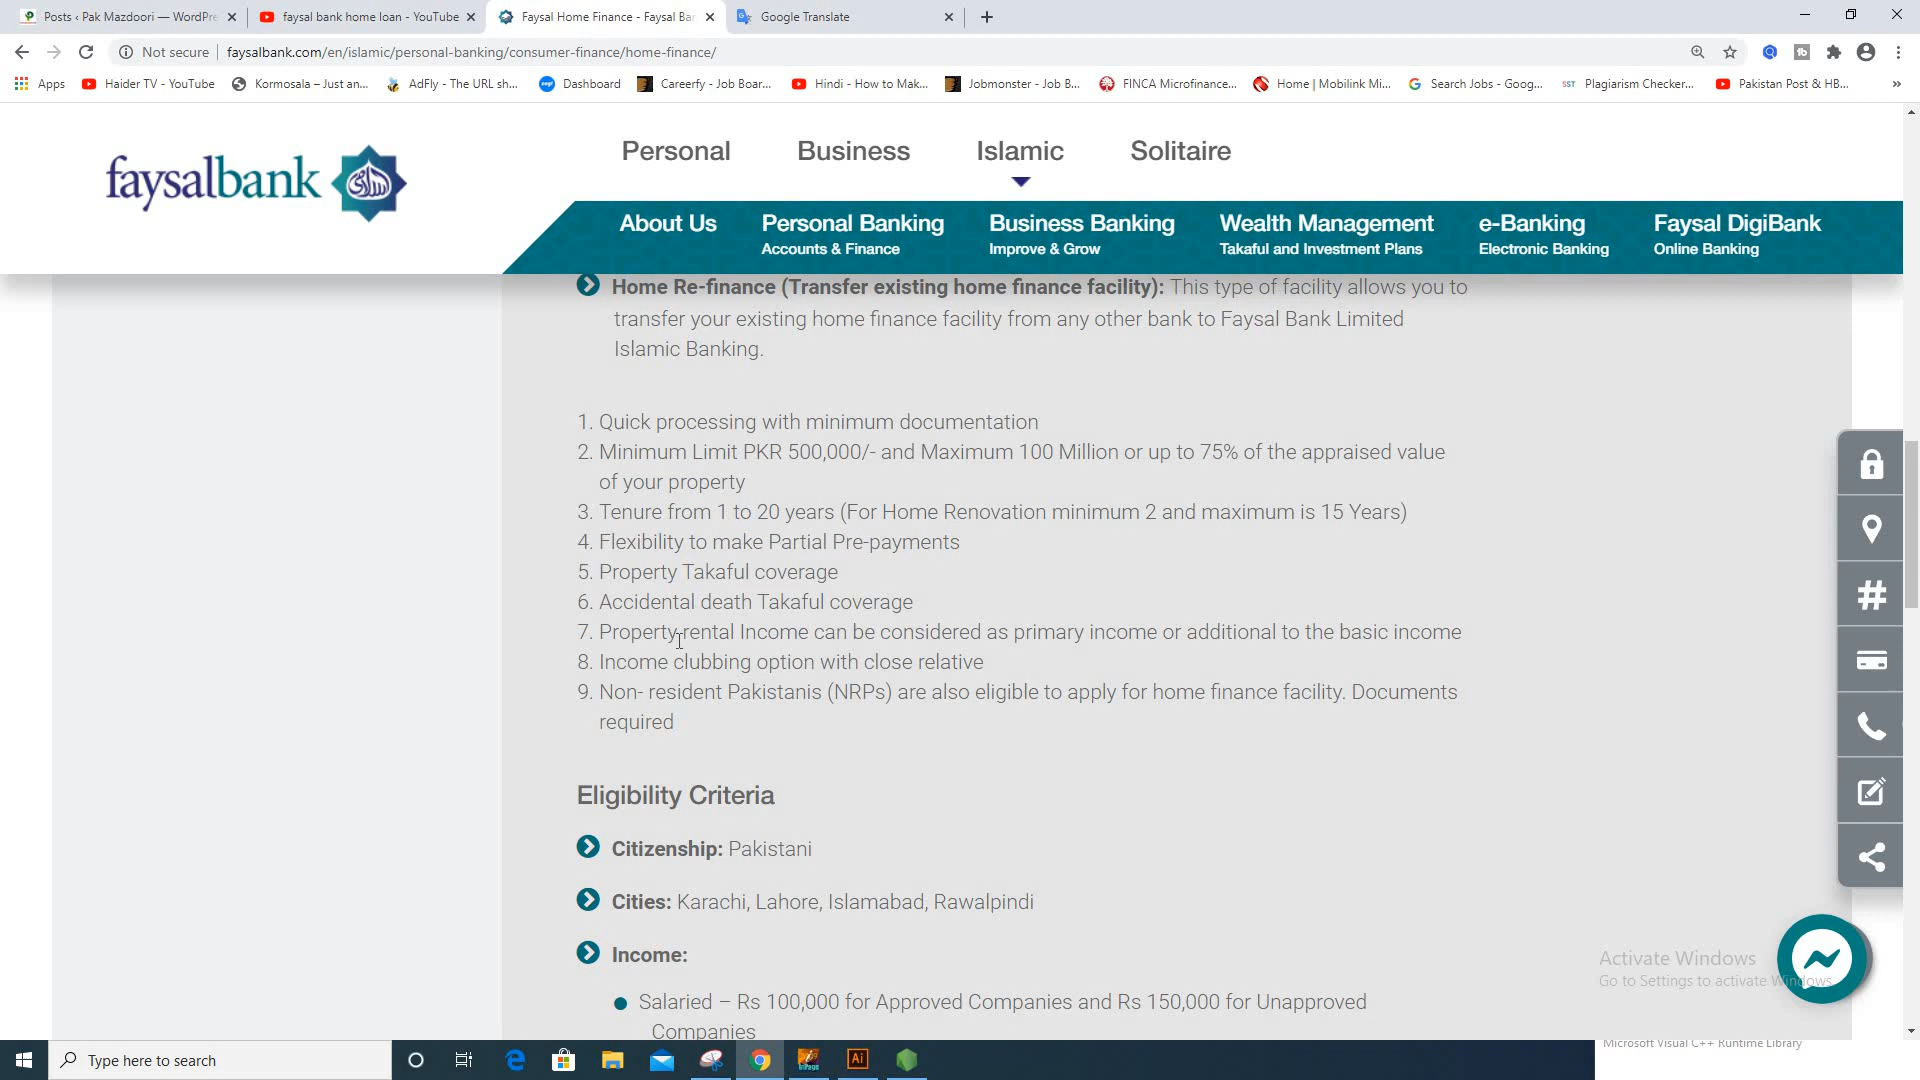 Posts ‹ Pak Mazdoori — WordPre
faysal bank home loan - YouTube
Faysal Home Finance - Faysal Ban
Google Translate
Not secure
faysalbank.com/en/islamic/personal-banking/consumer-finance/home-finance/
Apps
Haider TV - YouTube
Kormosala – Just an...
AdFly - The URL sh...
Dashboard
Careerfy - Job Boar...
Hindi - How to Mak...
Jobmonster - Job B...
FINCA Microfinance...
Home | Mobilink Mi...
Search Jobs - Goog...
Plagiarism Checker...
Pakistan Post & HB...
»
faysalbank
Personal
Business
Islamic
Solitaire
About Us
Personal Banking
Accounts & Finance
Business Banking
Improve & Grow
Wealth Management
Takaful and Investment Plans
e-Banking
Electronic Banking
Faysal DigiBank
Online Banking
Home Re-finance (Transfer existing home finance facility): This type of facility allows you to
transfer your existing home finance facility from any other bank to Faysal Bank Limited
Islamic Banking.
1. Quick processing with minimum documentation
2. Minimum Limit PKR 500,000/- and Maximum 100 Million or up to 75% of the appraised value
of your property
3. Tenure from 1 to 20 years (For Home Renovation minimum 2 and maximum is 15 Years)
4. Flexibility to make Partial Pre-payments
5. Property Takaful coverage
6. Accidental death Takaful coverage
7. Property rental Income can be considered as primary income or additional to the basic income
8. Income clubbing option with close relative
9. Non- resident Pakistanis (NRPs) are also eligible to apply for home finance facility. Documents
required
Eligibility Criteria
Citizenship: Pakistani
Cities: Karachi, Lahore, Islamabad, Rawalpindi
Income:
Salaried – Rs 100,000 for Approved Companies and Rs 150,000 for Unapproved
Companies
Activate Windows
Go to Settings to activate Windows.
Type here to search
Ai
Microsoft Visual C++ Runtime Library